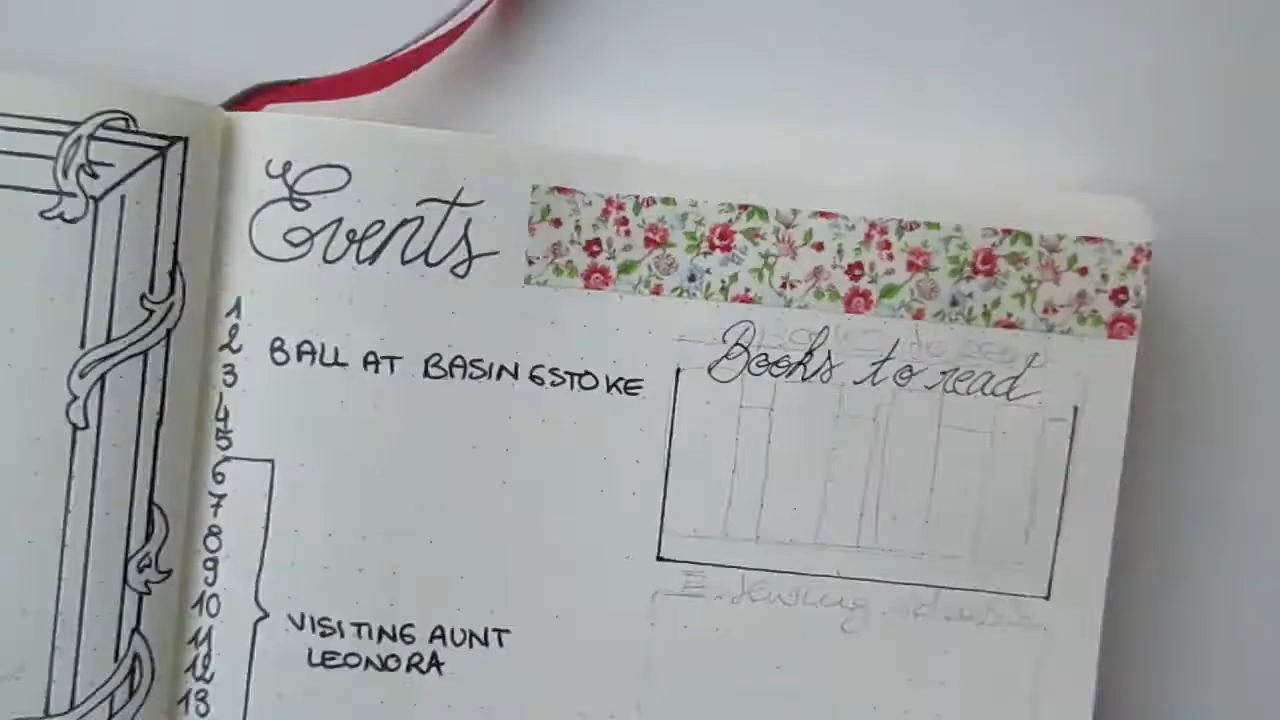 Events
1
2
BALL AT BASINGSTOKE
3
4
5
6
7
8
9
10
11
VISITING AUNT
12
LEONORA
13
Books to read